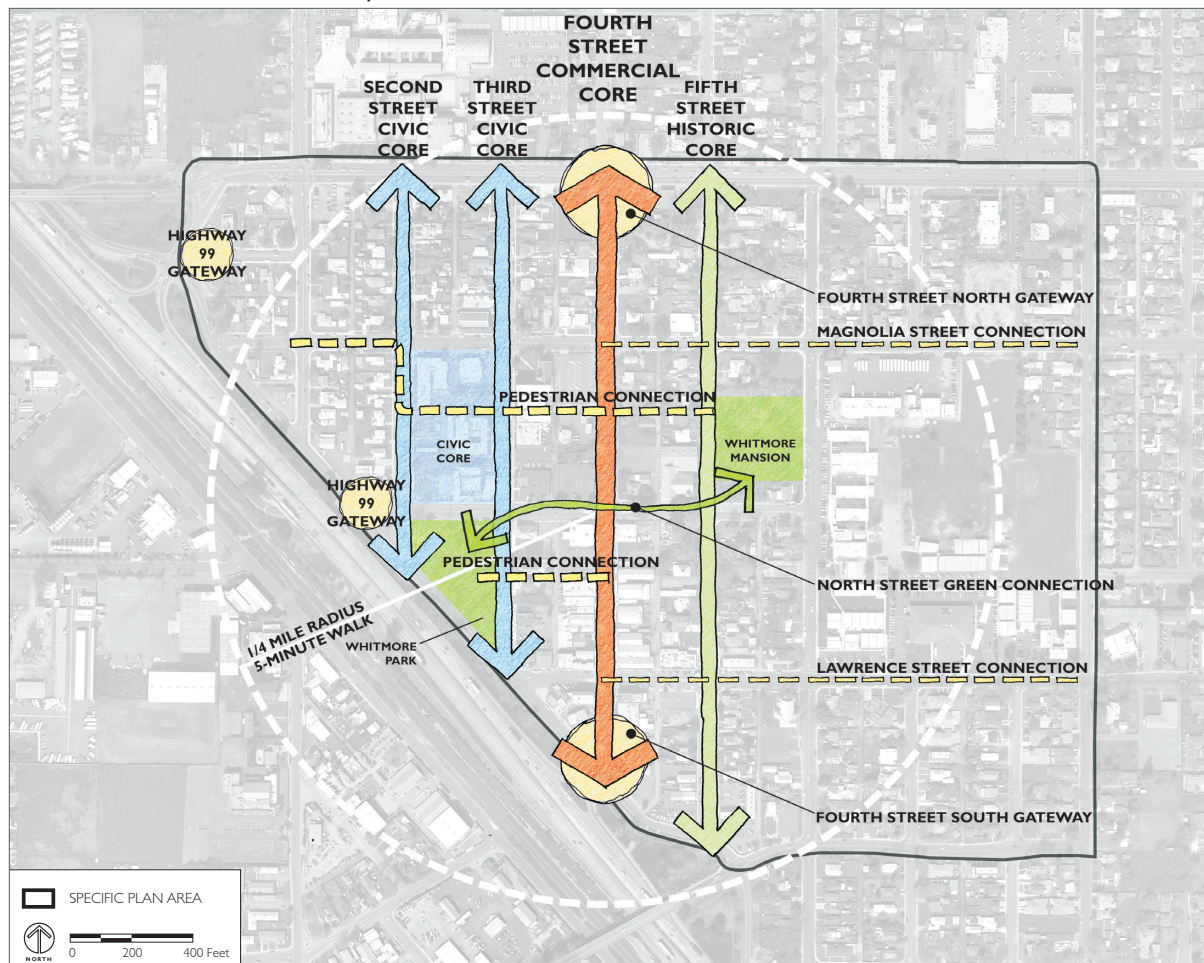 FOURTH
STREET
COMMERCIAL
CORE
SECOND
STREET
CIVIC
CORE
THIRD
STREET
CIVIC
CORE
FIFTH
STREET
HISTORIC
CORE
HIGHWAY
99
GATEWAY
FOURTH STREET NORTH GATEWAY
MAGNOLIA STREET CONNECTION
PEDESTRIAN CONNECTION
CIVIC
CORE
WHITMORE
MANSION
HIGHWAY
99
GATEWAY
PEDESTRIAN CONNECTION
NORTH STREET GREEN CONNECTION
1/4 MILE RADIUS
5-MINUTE WALK
WHITMORE
PARK
LAWRENCE STREET CONNECTION
FOURTH STREET SOUTH GATEWAY
SPECIFIC PLAN AREA
NORTH
0 200 400 Feet